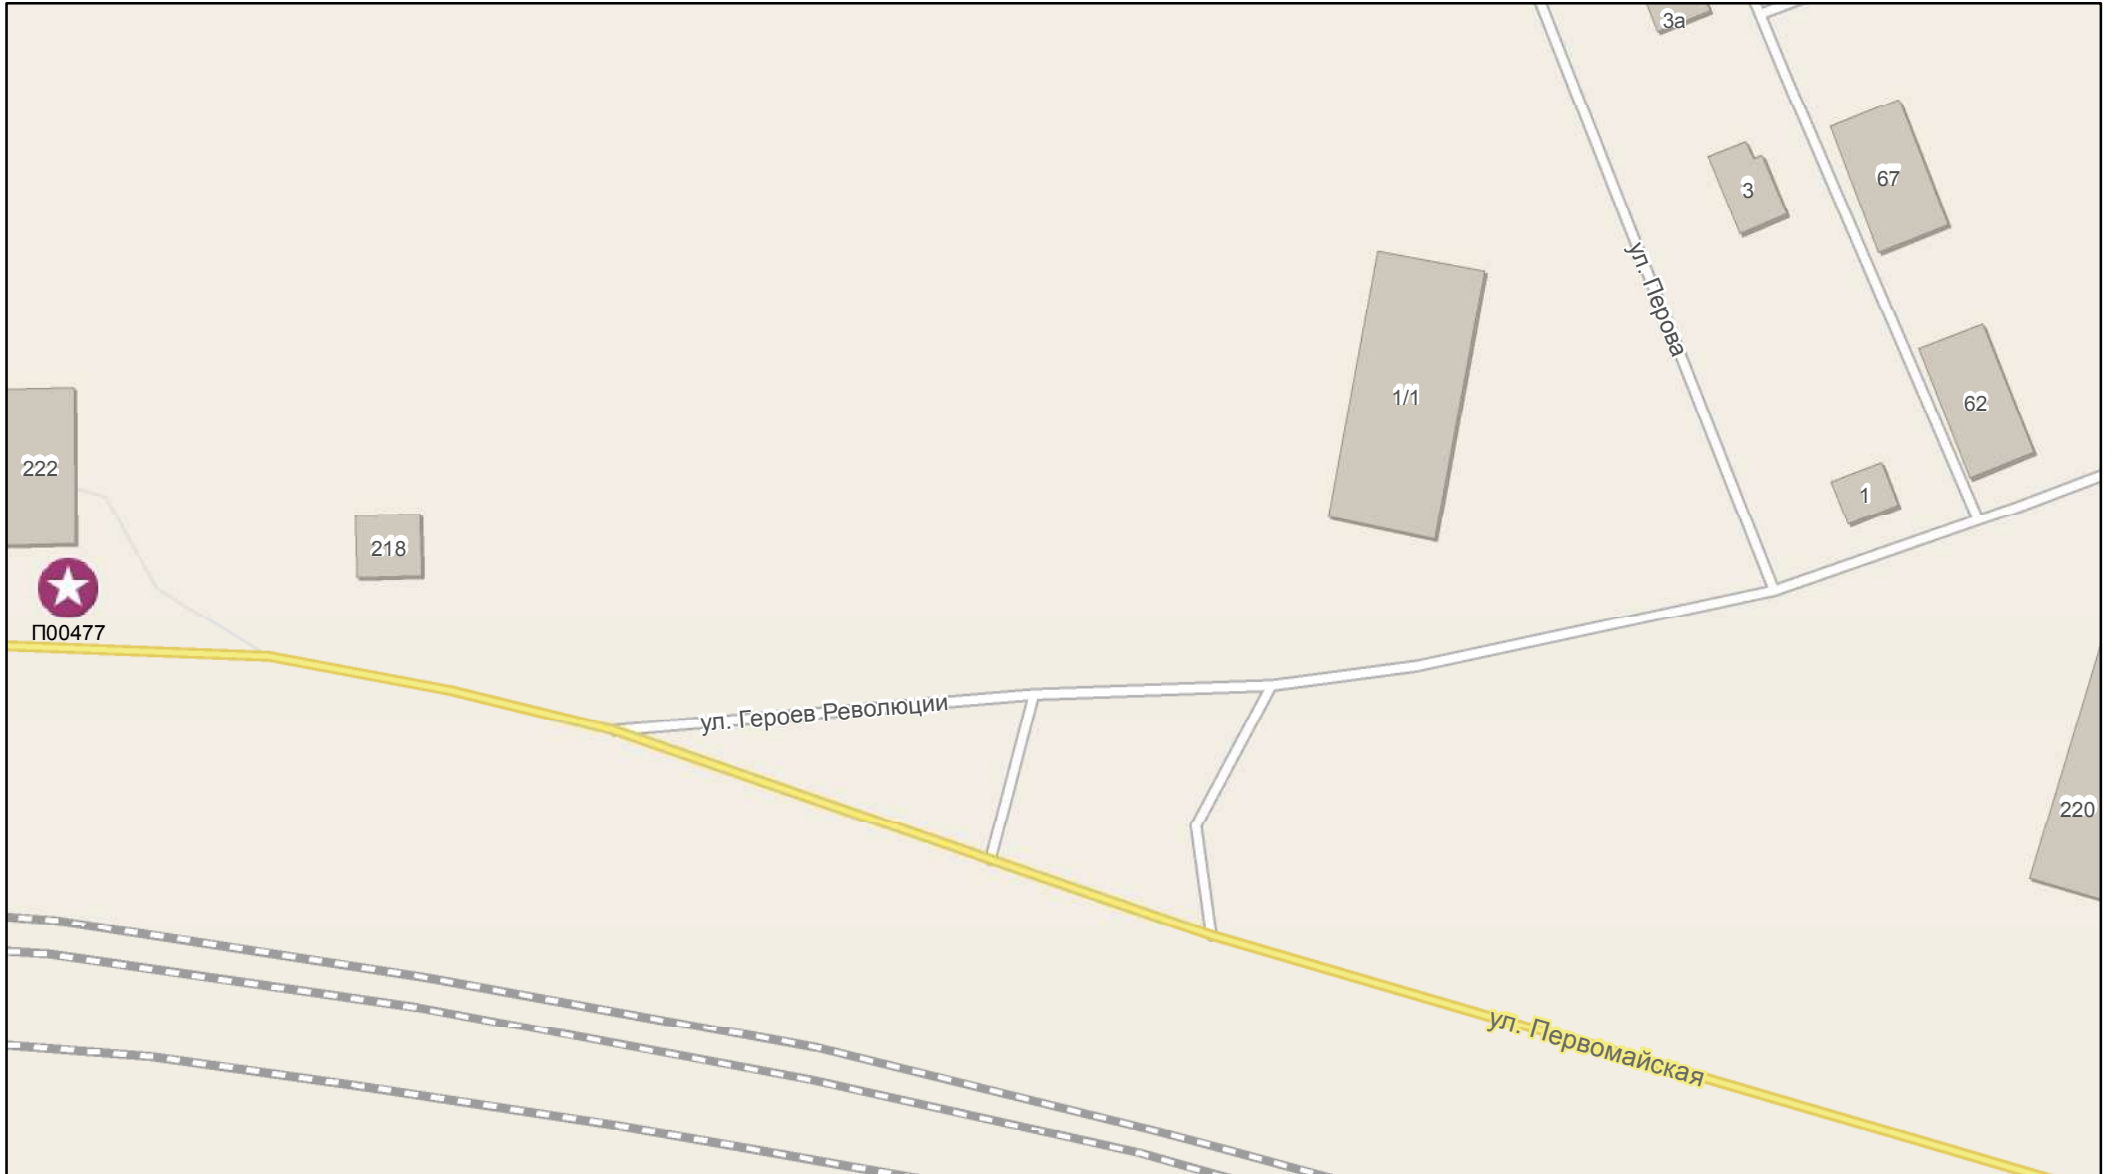 3а
3
67
ул. Перова
1/1
62
222
1
218
П00477
ул. Героев Революции
220
ул. Первомайская